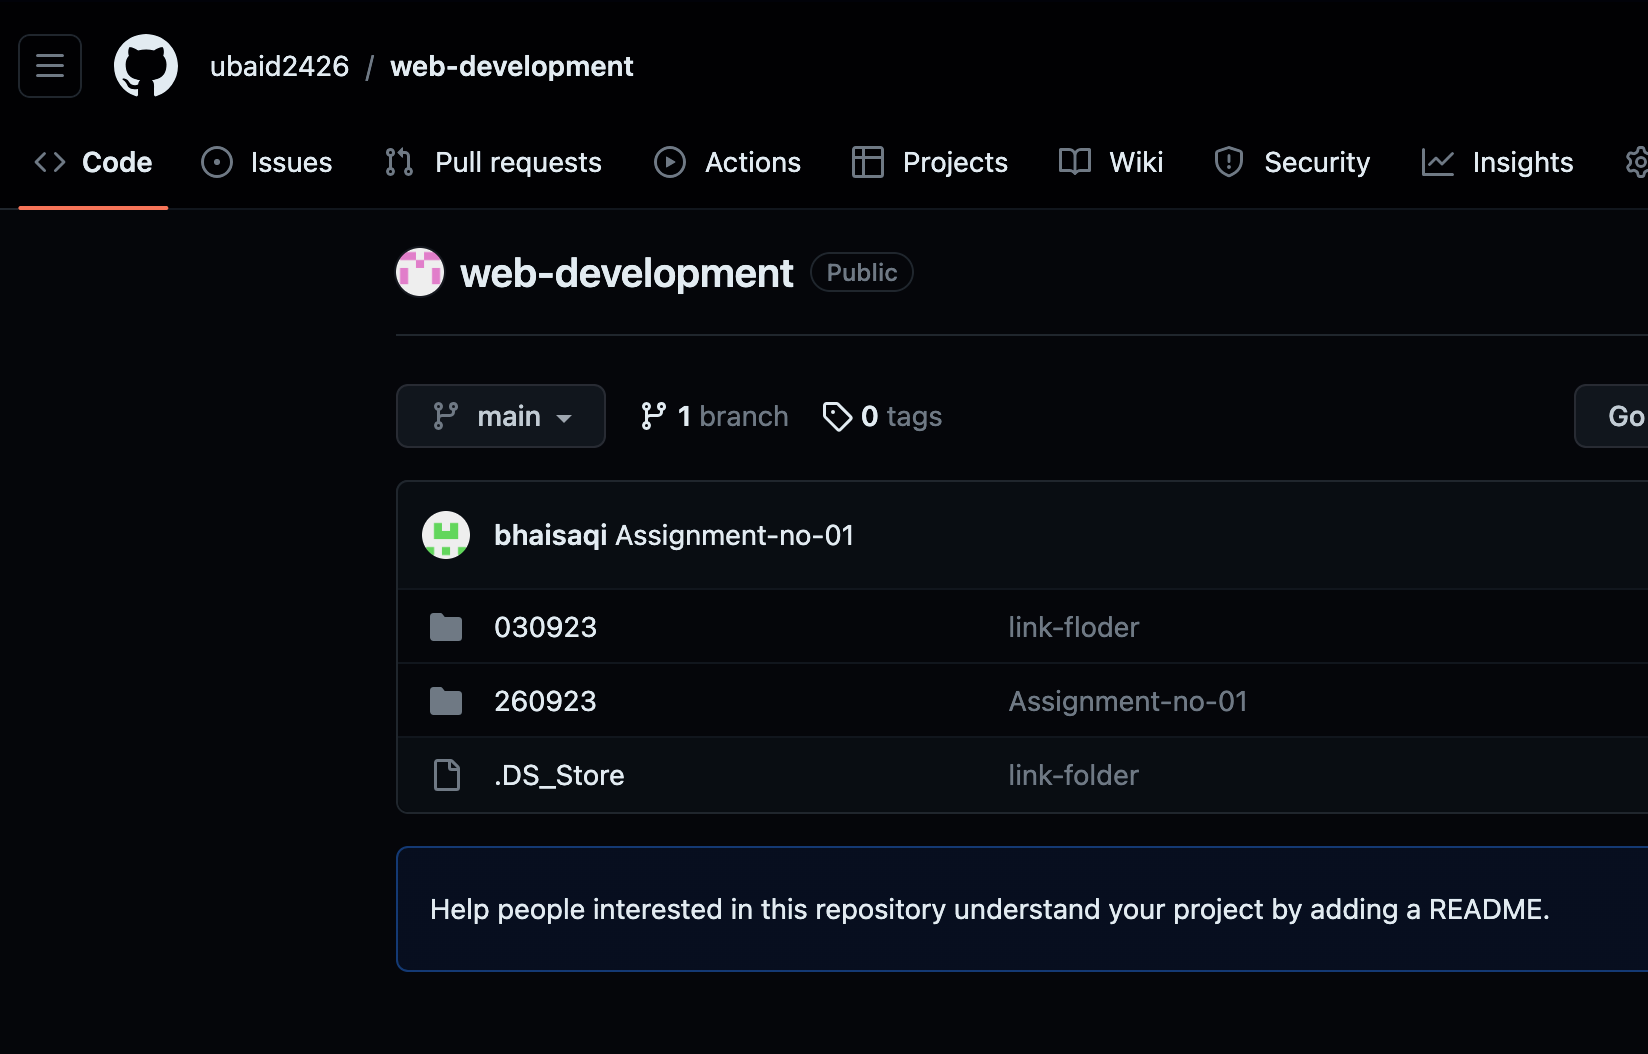 ubaid2426 / web-development
Code Issues Pull requests Actions Projects Wiki Security Insights
web-development Public
main 1 branch 0 tags Go
bhaisaqi Assignment-no-01
030923 link-floder
260923 Assignment-no-01
.DS_Store link-folder
Help people interested in this repository understand your project by adding a README.